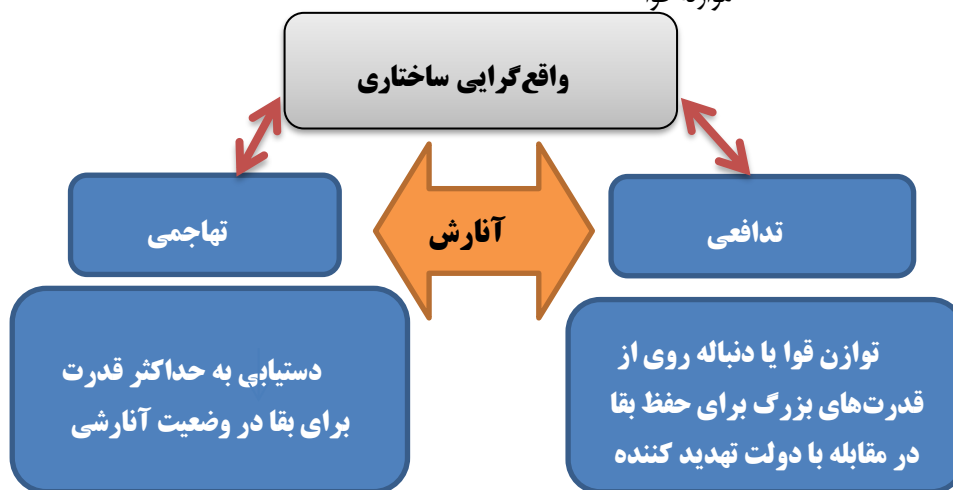 واقع‌گرایی ساختاری
تدافعی
آنارش
تهاجمی
توازن قوا یا دنباله روی از
قدرت‌های بزرگ برای حفظ بقا
در مقابله با دولت تهدید کننده
دستیابی به حداکثر قدرت
برای بقا در وضعیت آنارشی